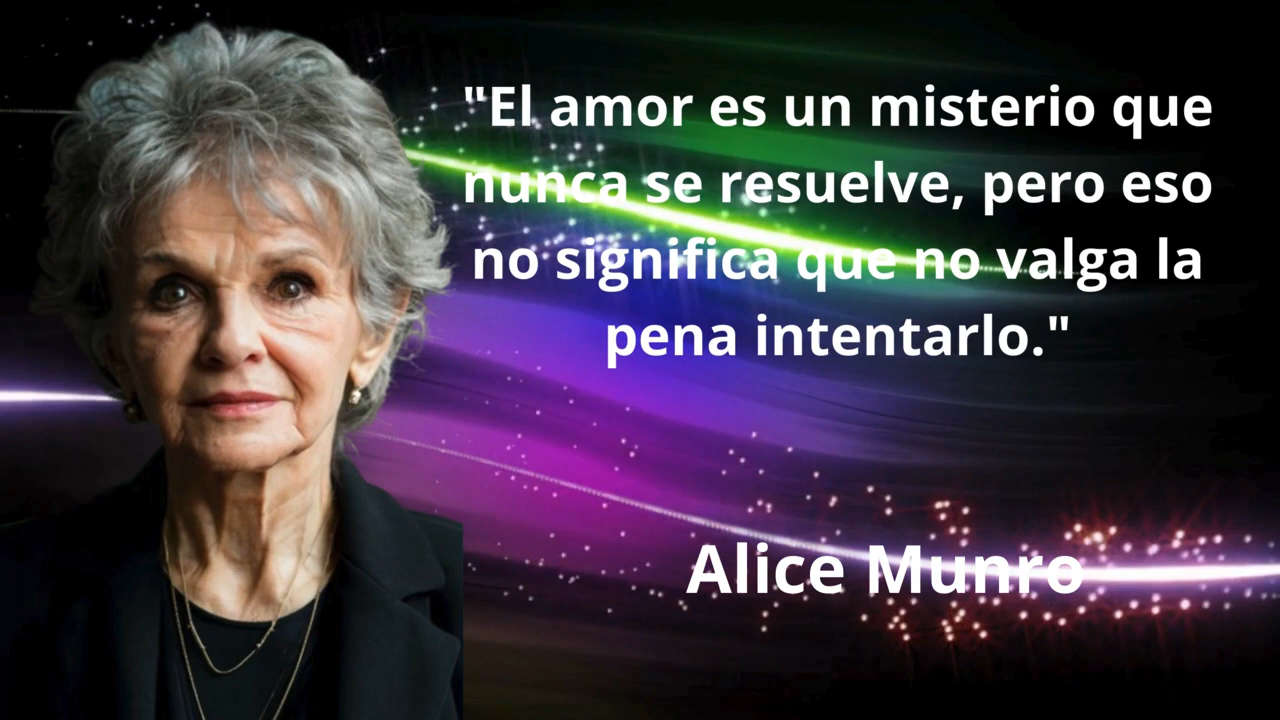 "El amor es un misterio que
nunca se resuelve, pero eso
no significa que no valga la
pena intentarlo."
Alice Munro